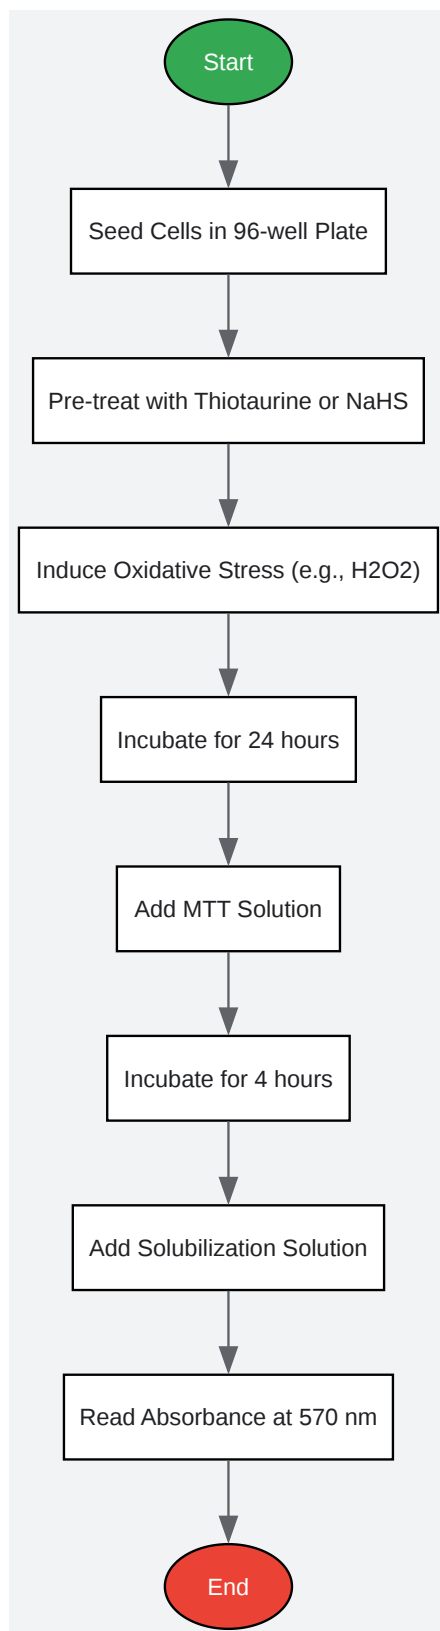 Start
Seed Cells in 96-well Plate
Pre-treat with Thiotaurine or NaHS
Induce Oxidative Stress (e.g., H2O2)
Incubate for 24 hours
Add MTT Solution
Incubate for 4 hours
Add Solubilization Solution
Read Absorbance at 570 nm
End